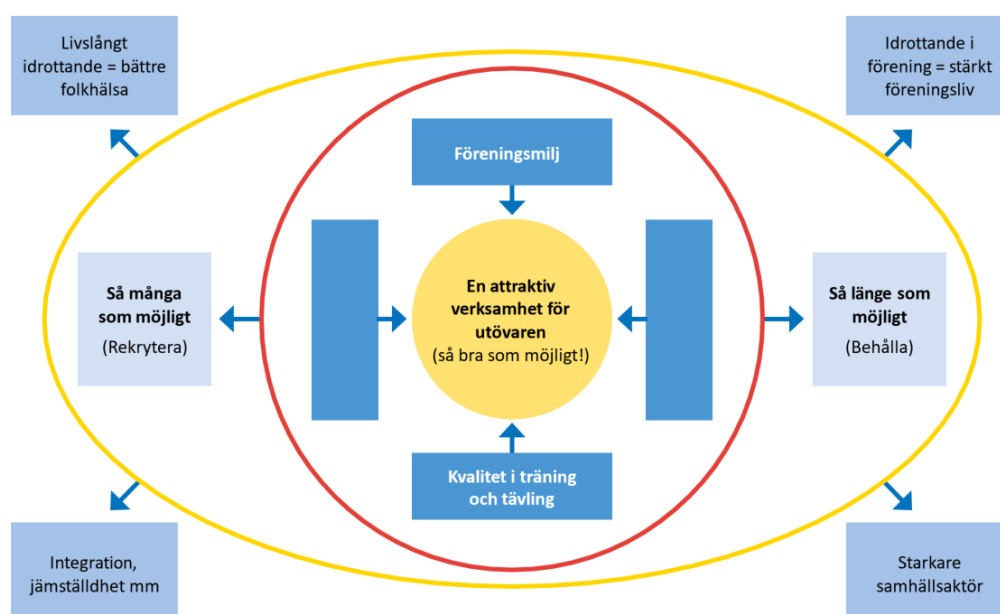 Livslångt
idrottande = bättre
folkhälsa
Idrottande i
förening = stärkt
föreningsliv
Föreningsmilj
Så många
som möjligt
(Rekrytera)
En attraktiv
verksamhet för
utövaren
(så bra som möjligt!)
Så länge som
möjligt
(Behålla)
Kvalitet i träning
och tävling
Integration,
jämställdhet mm
Starkare
samhällsaktör